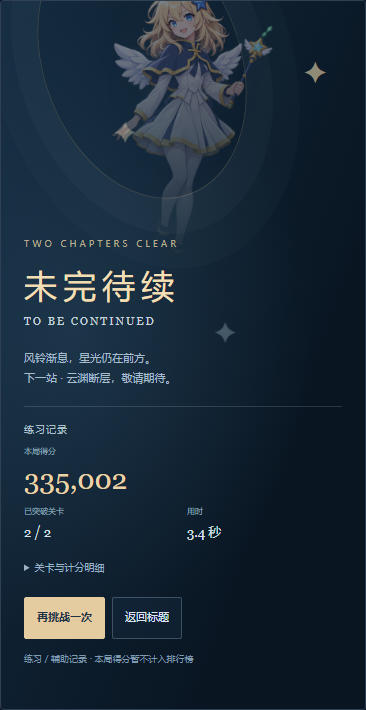 TWO CHAPTERS CLEAR
未完待续
TO BE CONTINUED
风铃渐息，星光仍在前方。
下一站 · 云渊断层，敬请期待。
练习记录
本局得分
335,002
已突破关卡
用时
2 / 2
3.4 秒
▶ 关卡与计分明细
再挑战一次
返回标题
练习 / 辅助记录 · 本局得分暂不计入排行榜